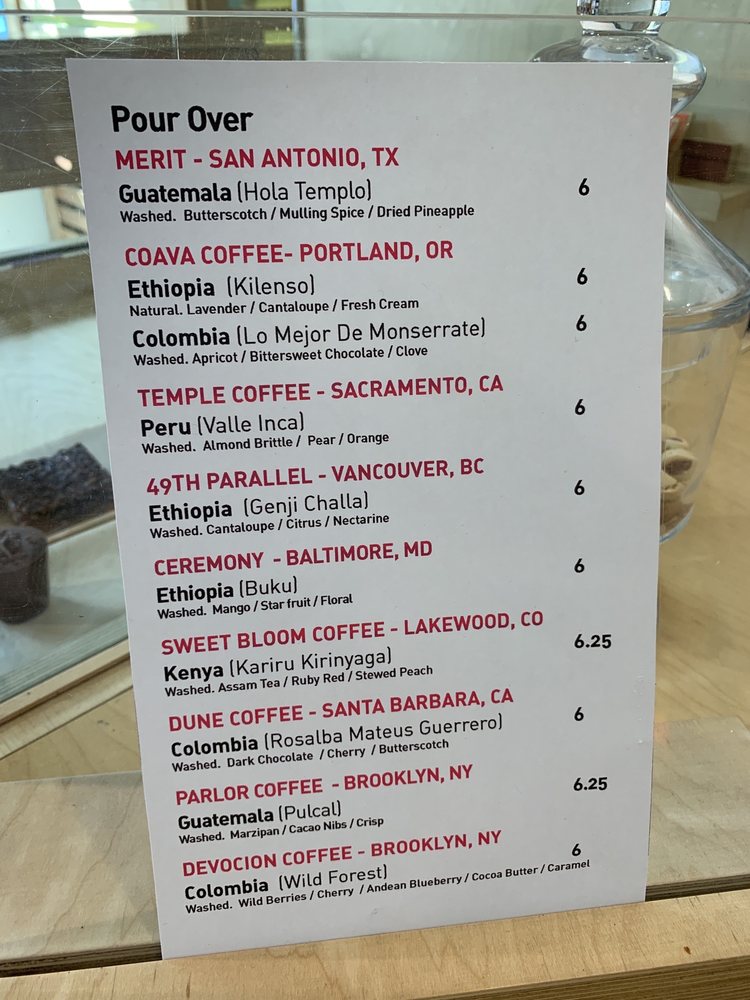 Pour Over
MERIT - SAN ANTONIO, TX
Guatemala (Hola Templo) 6
Washed. Butterscotch / Mulling Spice / Dried Pineapple
COAVA COFFEE- PORTLAND, OR
Ethiopia (Kilenso) 6
Natural. Lavender / Cantaloupe / Fresh Cream
Colombia (Lo Mejor De Monserrate) 6
Washed. Apricot / Bittersweet Chocolate / Clove
TEMPLE COFFEE - SACRAMENTO, CA
Peru (Valle Inca) 6
Washed. Almond Brittle / Pear / Orange
49TH PARALLEL - VANCOUVER, BC
Ethiopia (Genji Challa) 6
Washed. Cantaloupe / Citrus / Nectarine
CEREMONY - BALTIMORE, MD
Ethiopia (Buku) 6
Washed. Mango / Star fruit / Floral
SWEET BLOOM COFFEE - LAKEWOOD, CO
Kenya (Kariru Kirinyaga) 6.25
Washed. Assam Tea / Ruby Red / Stewed Peach
DUNE COFFEE - SANTA BARBARA, CA
Colombia (Rosalba Mateus Guerrero) 6
Washed. Dark Chocolate / Cherry / Butterscotch
PARLOR COFFEE - BROOKLYN, NY
Guatemala (Pulcal) 6.25
Washed. Marzipan / Cacao Nibs / Crisp
DEVOCION COFFEE - BROOKLYN, NY
Colombia (Wild Forest) 6
Washed. Wild Berries / Cherry / Andean Blueberry / Cocoa Butter / Caramel